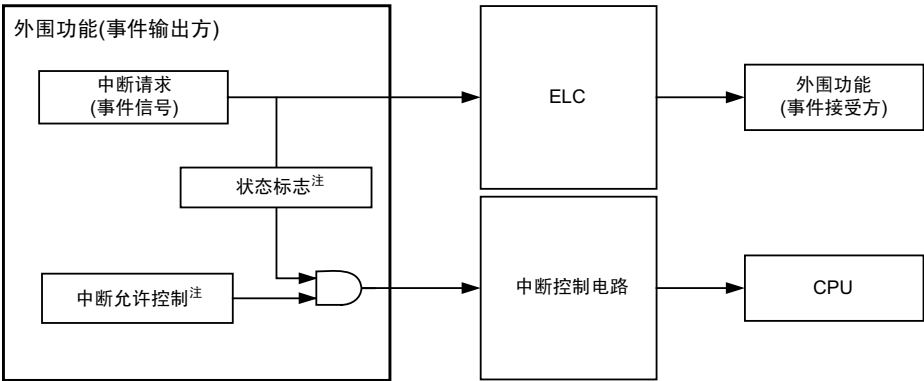 外围功能(事件输出方)
中断请求
(事件信号)
ELC
外围功能
(事件接受方)
状态标志注
中断允许控制注
中断控制电路
CPU